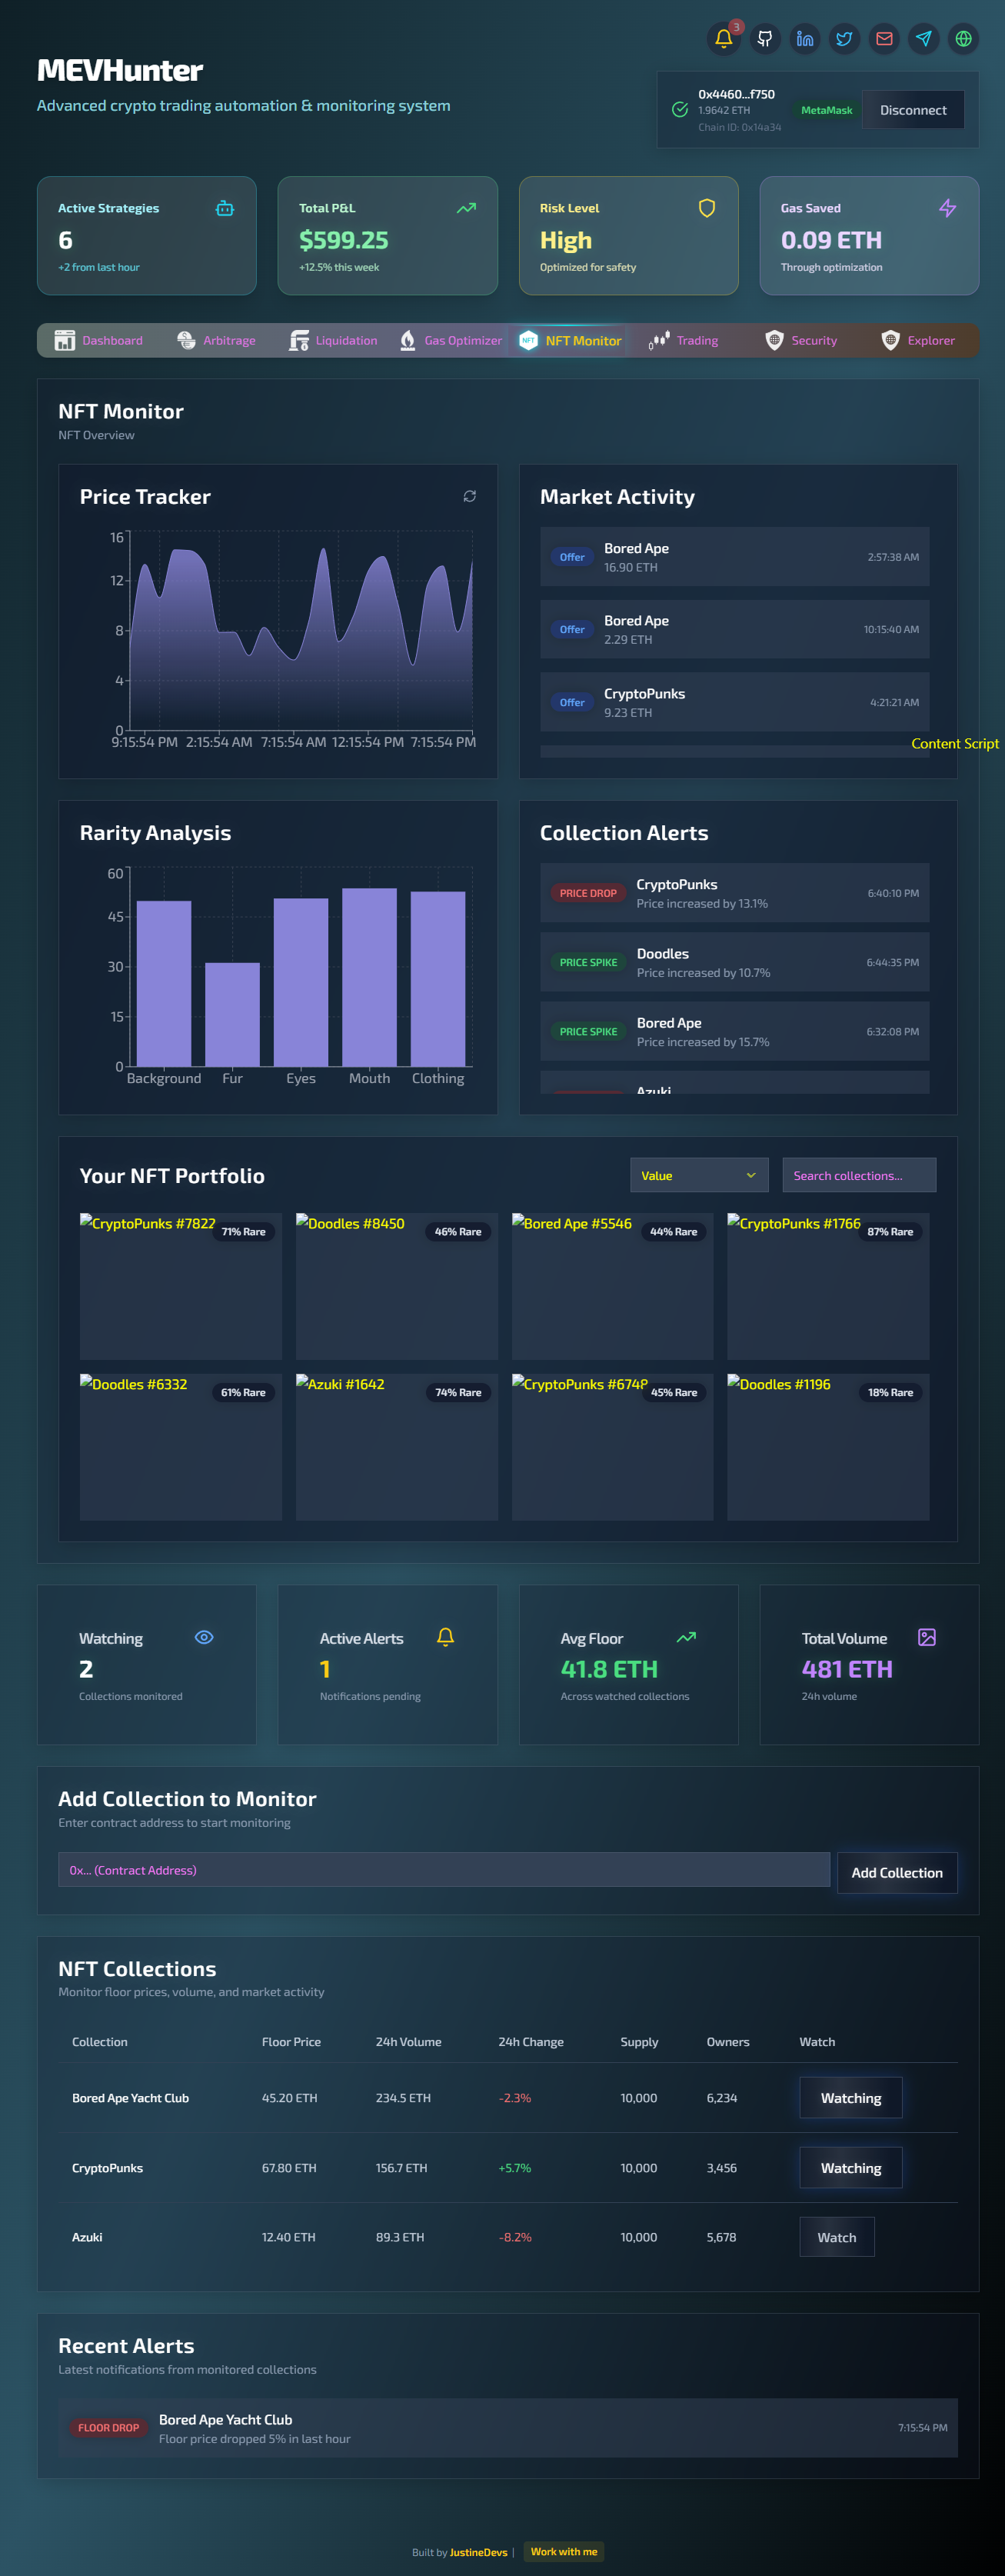 3
MEVHunter
Advanced crypto trading automation & monitoring system
0x4460...f750
1.9642 ETH
Chain ID: 0x14a34
MetaMask
Disconnect
Active Strategies
6
+2 from last hour
Total P&L
$599.25
+12.5% this week
Risk Level
High
Optimized for safety
Gas Saved
0.09 ETH
Through optimization
Dashboard
Arbitrage
Liquidation
Gas Optimizer
NFT
NFT Monitor
Trading
Security
Explorer
NFT Monitor
NFT Overview
Price Tracker
16
12
8
4
0
9:15:54 PM 2:15:54 AM 7:15:54 AM 12:15:54 PM 7:15:54 PM
Market Activity
Offer
Bored Ape
16.90 ETH
2:57:38 AM
Offer
Bored Ape
2.29 ETH
10:15:40 AM
Offer
CryptoPunks
9.23 ETH
4:21:21 AM
Content Script
Rarity Analysis
60
45
30
15
0
Background Fur Eyes Mouth Clothing
Collection Alerts
PRICE DROP
CryptoPunks
Price increased by 13.1%
6:40:10 PM
PRICE SPIKE
Doodles
Price increased by 10.7%
6:44:35 PM
PRICE SPIKE
Bored Ape
Price increased by 15.7%
6:32:08 PM
Azuki
Your NFT Portfolio
Value
Search collections...
CryptoPunks #7822
71% Rare
Doodles #8450
46% Rare
Bored Ape #5546
44% Rare
CryptoPunks #1766
87% Rare
Doodles #6332
61% Rare
Azuki #1642
74% Rare
CryptoPunks #6748
45% Rare
Doodles #1196
18% Rare
Watching
2
Collections monitored
Active Alerts
1
Notifications pending
Avg Floor
41.8 ETH
Across watched collections
Total Volume
481 ETH
24h volume
Add Collection to Monitor
Enter contract address to start monitoring
0x... (Contract Address)
Add Collection
NFT Collections
Monitor floor prices, volume, and market activity
Collection Floor Price 24h Volume 24h Change Supply Owners Watch
Bored Ape Yacht Club 45.20 ETH 234.5 ETH -2.3% 10,000 6,234 Watching
CryptoPunks 67.80 ETH 156.7 ETH +5.7% 10,000 3,456 Watching
Azuki 12.40 ETH 89.3 ETH -8.2% 10,000 5,678 Watch
Recent Alerts
Latest notifications from monitored collections
FLOOR DROP
Bored Ape Yacht Club
Floor price dropped 5% in last hour
7:15:54 PM
Built by JustineDevs | Work with me